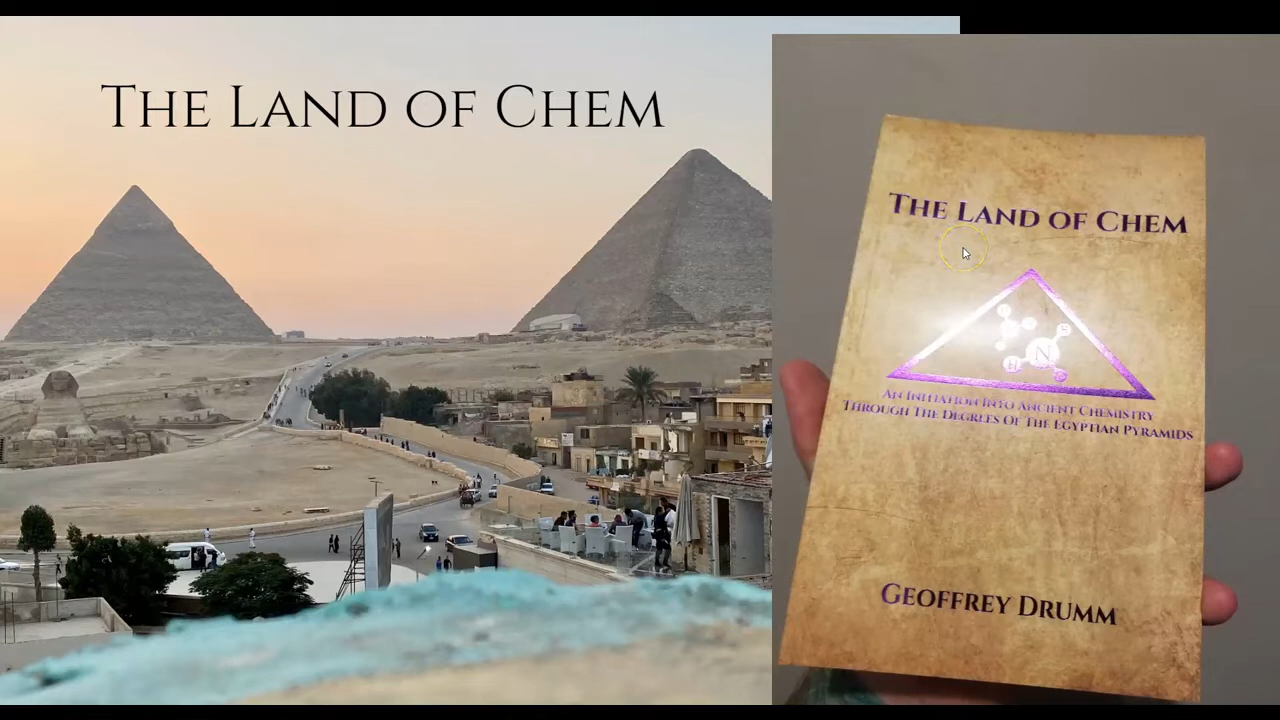 The Land of Chem
The Land of Chem
N
H
An Initiation Into Ancient Chemistry
Through The Degrees Of The Egyptian Pyramids
Geoffrey Drumm